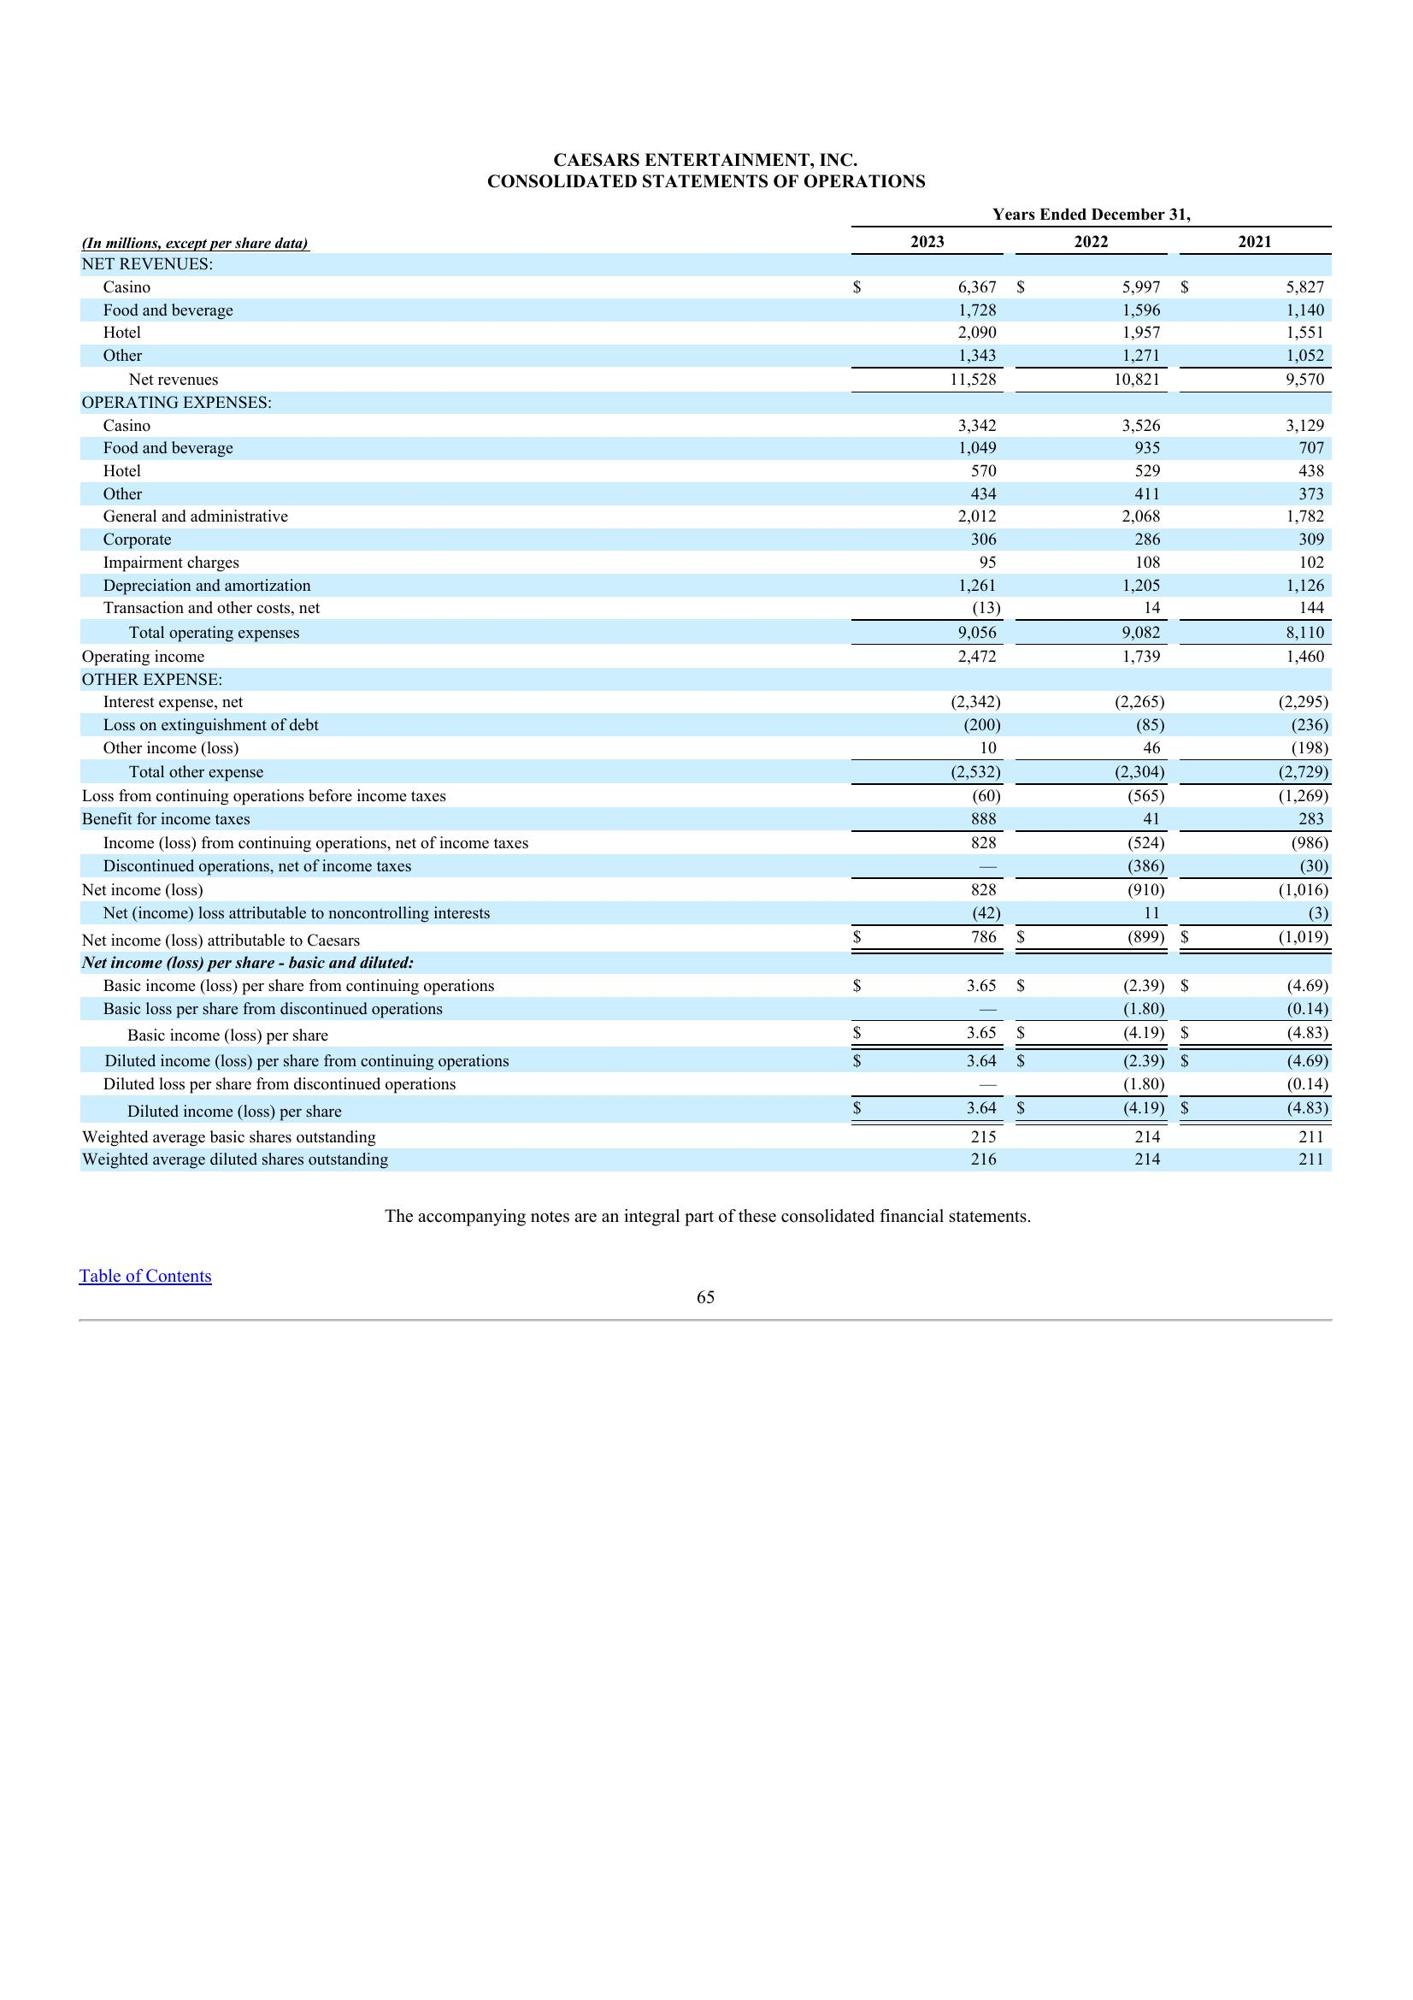 CAESARS ENTERTAINMENT, INC.
CONSOLIDATED STATEMENTS OF OPERATIONS
Years Ended December 31,
(In millions, except per share data) 2023 2022 2021
NET REVENUES:
Casino $ 6,367 $ 5,997 $ 5,827
Food and beverage 1,728 1,596 1,140
Hotel 2,090 1,957 1,551
Other 1,343 1,271 1,052
Net revenues 11,528 10,821 9,570
OPERATING EXPENSES:
Casino 3,342 3,526 3,129
Food and beverage 1,049 935 707
Hotel 570 529 438
Other 434 411 373
General and administrative 2,012 2,068 1,782
Corporate 306 286 309
Impairment charges 95 108 102
Depreciation and amortization 1,261 1,205 1,126
Transaction and other costs, net (13) 14 144
Total operating expenses 9,056 9,082 8,110
Operating income 2,472 1,739 1,460
OTHER EXPENSE:
Interest expense, net (2,342) (2,265) (2,295)
Loss on extinguishment of debt (200) (85) (236)
Other income (loss) 10 46 (198)
Total other expense (2,532) (2,304) (2,729)
Loss from continuing operations before income taxes (60) (565) (1,269)
Benefit for income taxes 888 41 283
Income (loss) from continuing operations, net of income taxes 828 (524) (986)
Discontinued operations, net of income taxes — (386) (30)
Net income (loss) 828 (910) (1,016)
Net (income) loss attributable to noncontrolling interests (42) 11 (3)
Net income (loss) attributable to Caesars $ 786 $ (899) $ (1,019)
Net income (loss) per share - basic and diluted:
Basic income (loss) per share from continuing operations $ 3.65 $ (2.39) $ (4.69)
Basic loss per share from discontinued operations — (1.80) (0.14)
Basic income (loss) per share $ 3.65 $ (4.19) $ (4.83)
Diluted income (loss) per share from continuing operations $ 3.64 $ (2.39) $ (4.69)
Diluted loss per share from discontinued operations — (1.80) (0.14)
Diluted income (loss) per share $ 3.64 $ (4.19) $ (4.83)
Weighted average basic shares outstanding 215 214 211
Weighted average diluted shares outstanding 216 214 211
The accompanying notes are an integral part of these consolidated financial statements.
Table of Contents
65